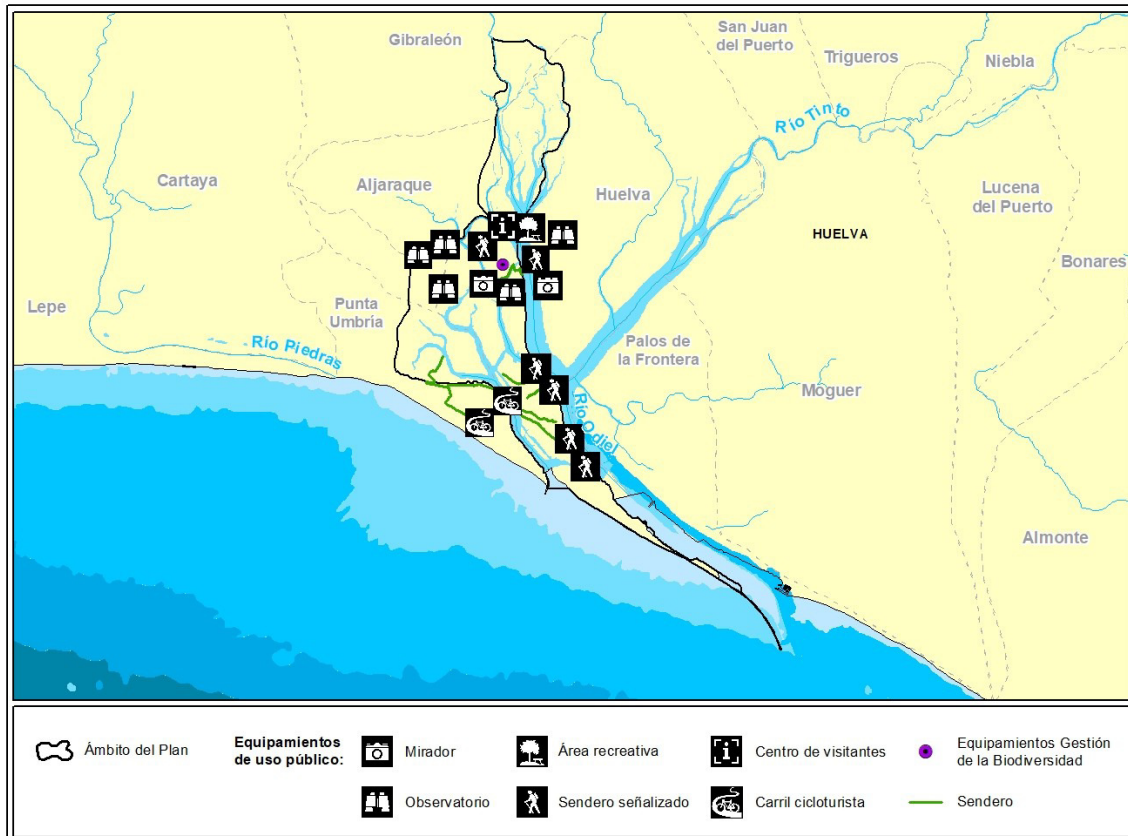 San Juan
del Puerto
Gibraleón
Trigueros
Niebla
Río Tinto
Cartaya
Aljaraque
Huelva
Lucena
del Puerto
HUELVA
Bonares
Lepe
Punta
Umbría
Río Piedras
Palos de
la Frontera
Moguer
Río Odiel
Almonte
Ámbito del Plan
Equipamientos
de uso público:
Mirador
Área recreativa
Centro de visitantes
Equipamientos Gestión
de la Biodiversidad
Observatorio
Sendero señalizado
Carril cicloturista
Sendero